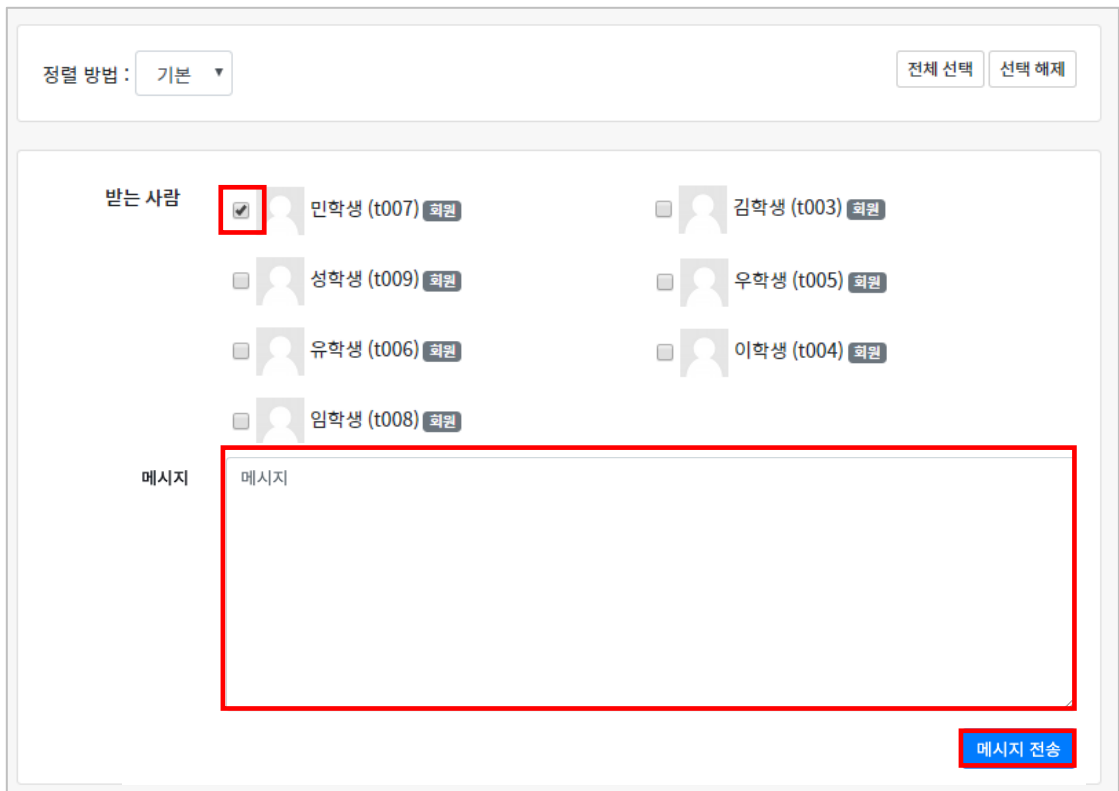 정렬 방법 : 기본 ▼ 전체 선택 선택 해제
받는 사람 민학생 (t007) 회원 김학생 (t003) 회원
성학생 (t009) 회원 우학생 (t005) 회원
유학생 (t006) 회원 이학생 (t004) 회원
임학생 (t008) 회원
메시지 메시지
메시지 전송